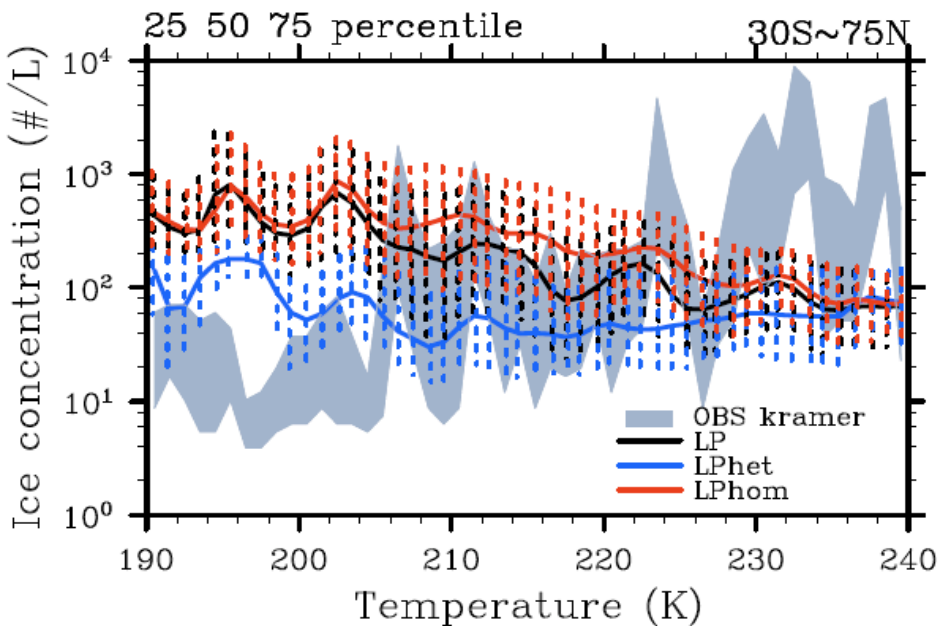 25 50 75 percentile
30S~75N
Ice concentration (#/L)
10^4
10^3
10^2
10^1
10^0
OBS kramer
LP
LPhet
LPhom
190 200 210 220 230 240
Temperature (K)